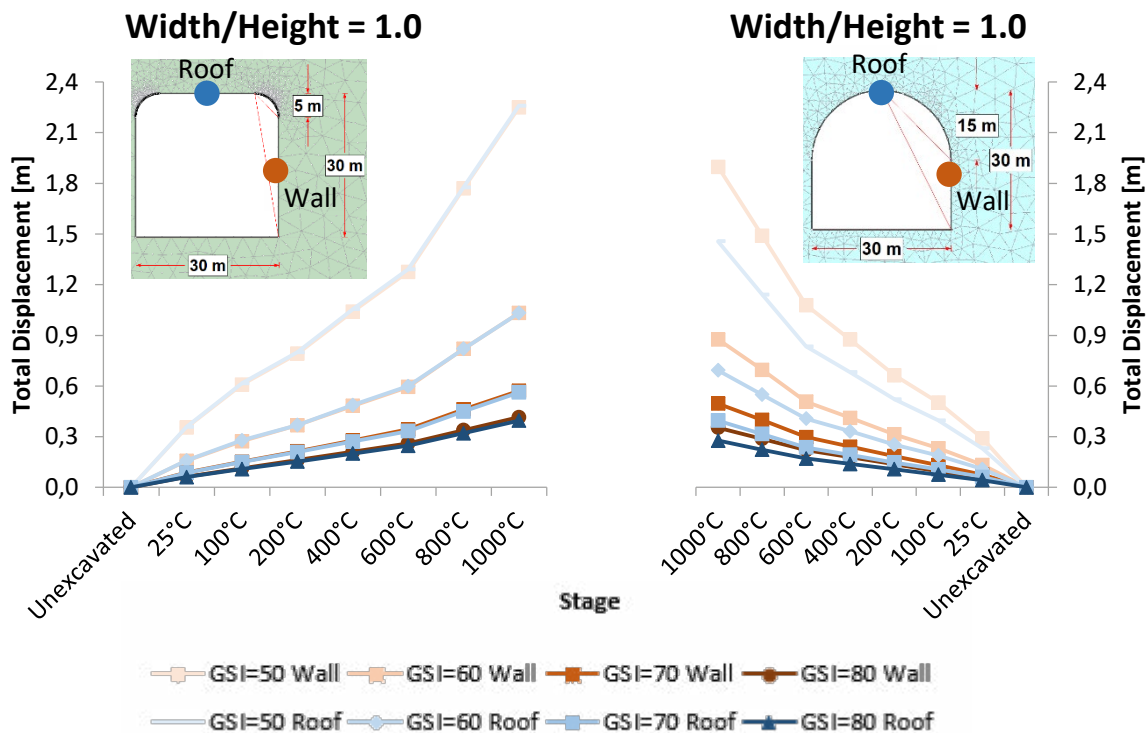 Width/Height = 1.0
Width/Height = 1.0
Total Displacement [m]
2,4
2,1
1,8
1,5
1,2
0,9
0,6
0,3
0,0
Roof
5 m
30 m
Wall
30 m
Roof
15 m
30 m
Wall
30 m
2,4
2,1
1,8
1,5
1,2
0,9
0,6
0,3
0,0
Total Displacement [m]
Unexcavated
25°C
100°C
200°C
400°C
600°C
800°C
1000°C
1000°C
800°C
600°C
400°C
200°C
100°C
25°C
Unexcavated
Stage
GSI=50 Wall GSI=60 Wall GSI=70 Wall GSI=80 Wall
GSI=50 Roof GSI=60 Roof GSI=70 Roof GSI=80 Roof